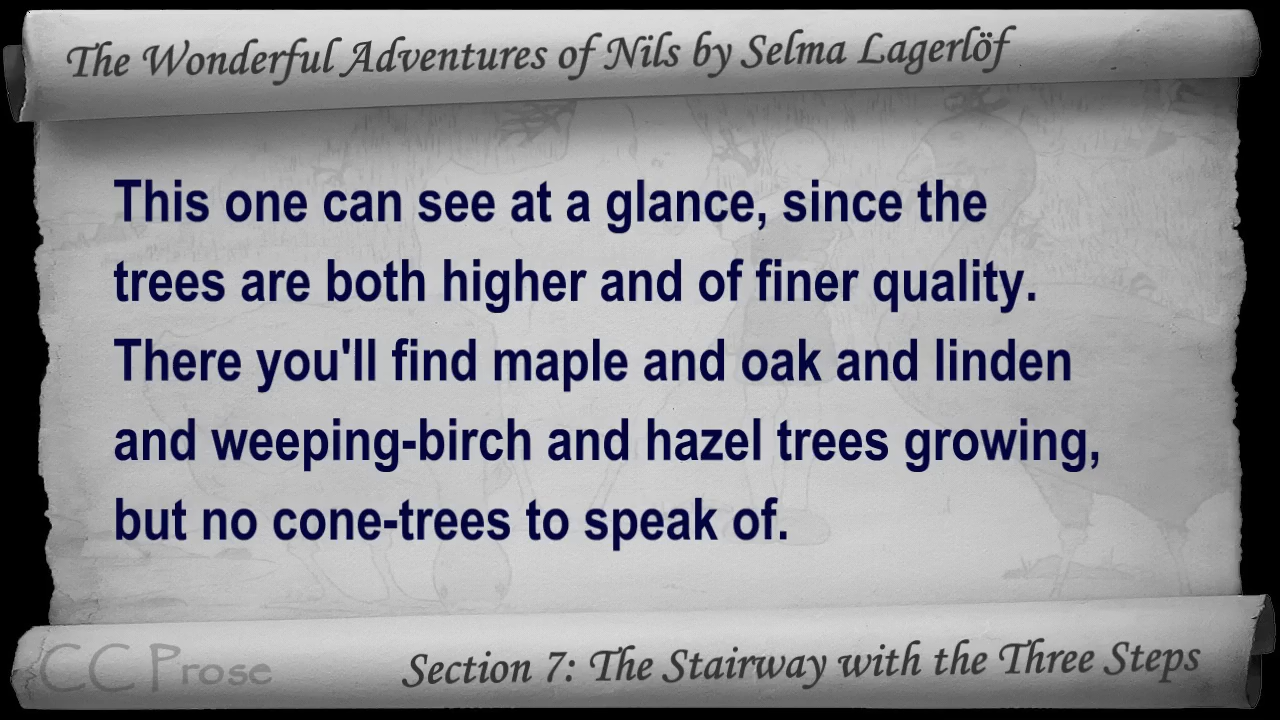 The Wonderful Adventures of Nils by Selma Lagerlöf
This one can see at a glance, since the
trees are both higher and of finer quality.
There you'll find maple and oak and linden
and weeping-birch and hazel trees growing,
but no cone-trees to speak of.
CC Prose
Section 7: The Stairway with the Three Steps